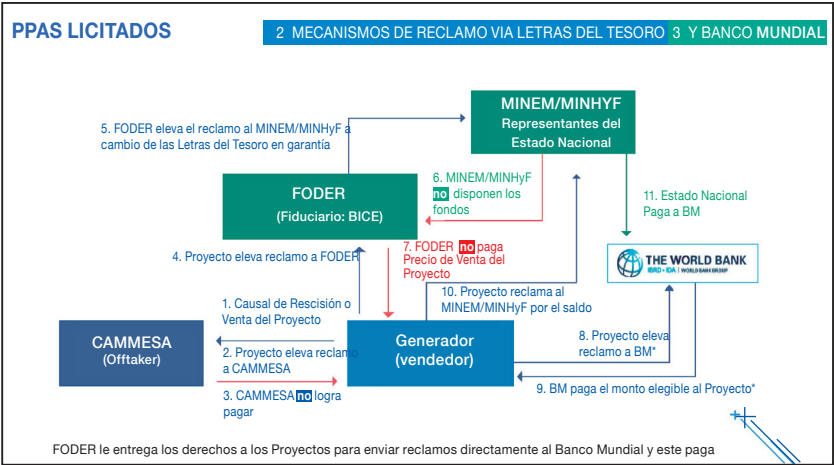 PPAS LICITADOS
2 MECANISMOS DE RECLAMO VIA LETRAS DEL TESORO 3 Y BANCO MUNDIAL
MINEM/MINHYF
Representantes del
Estado Nacional
5. FODER eleva el reclamo al MINEM/MINHyF a
cambio de las Letras del Tesoro en garantía
FODER
(Fiduciario: BICE)
6. MINEM/MINHyF
no disponen los
fondos
11. Estado Nacional
Paga a BM
4. Proyecto eleva reclamo a FODER
7. FODER no paga
Precio de Venta del
Proyecto
THE WORLD BANK
IBRD • IDA | WORLD BANK GROUP
10. Proyecto reclama al
MINEM/MINHyF por el saldo
1. Causal de Rescisión o
Venta del Proyecto
CAMMESA
(Offtaker)
2. Proyecto eleva reclamo
a CAMMESA
Generador
(vendedor)
8. Proyecto eleva
reclamo a BM*
3. CAMMESA no logra
pagar
9. BM paga el monto elegible al Proyecto*
FODER le entrega los derechos a los Proyectos para enviar reclamos directamente al Banco Mundial y este paga